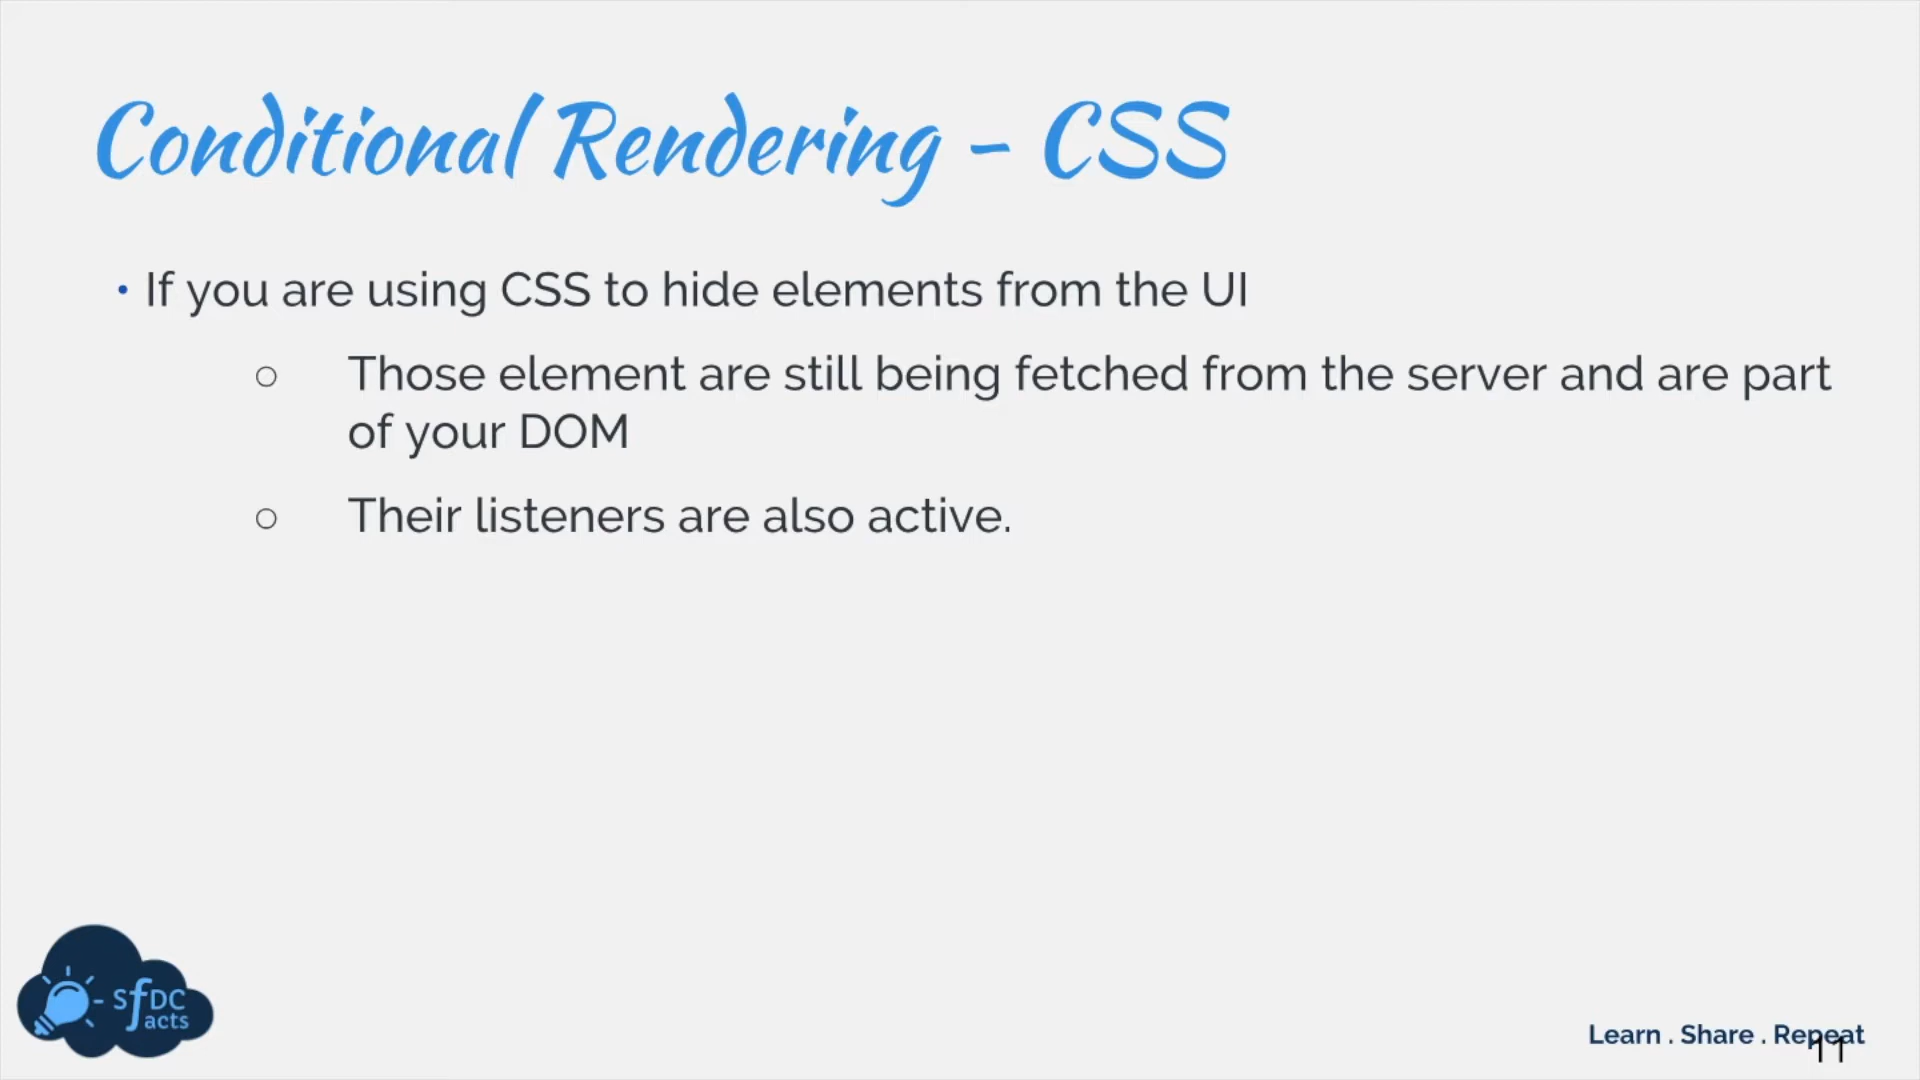 Conditional Rendering - CSS
• If you are using CSS to hide elements from the UI
○ Those element are still being fetched from the server and are part
of your DOM
○ Their listeners are also active.
- SfDC
acts
Learn . Share . Repeat
11